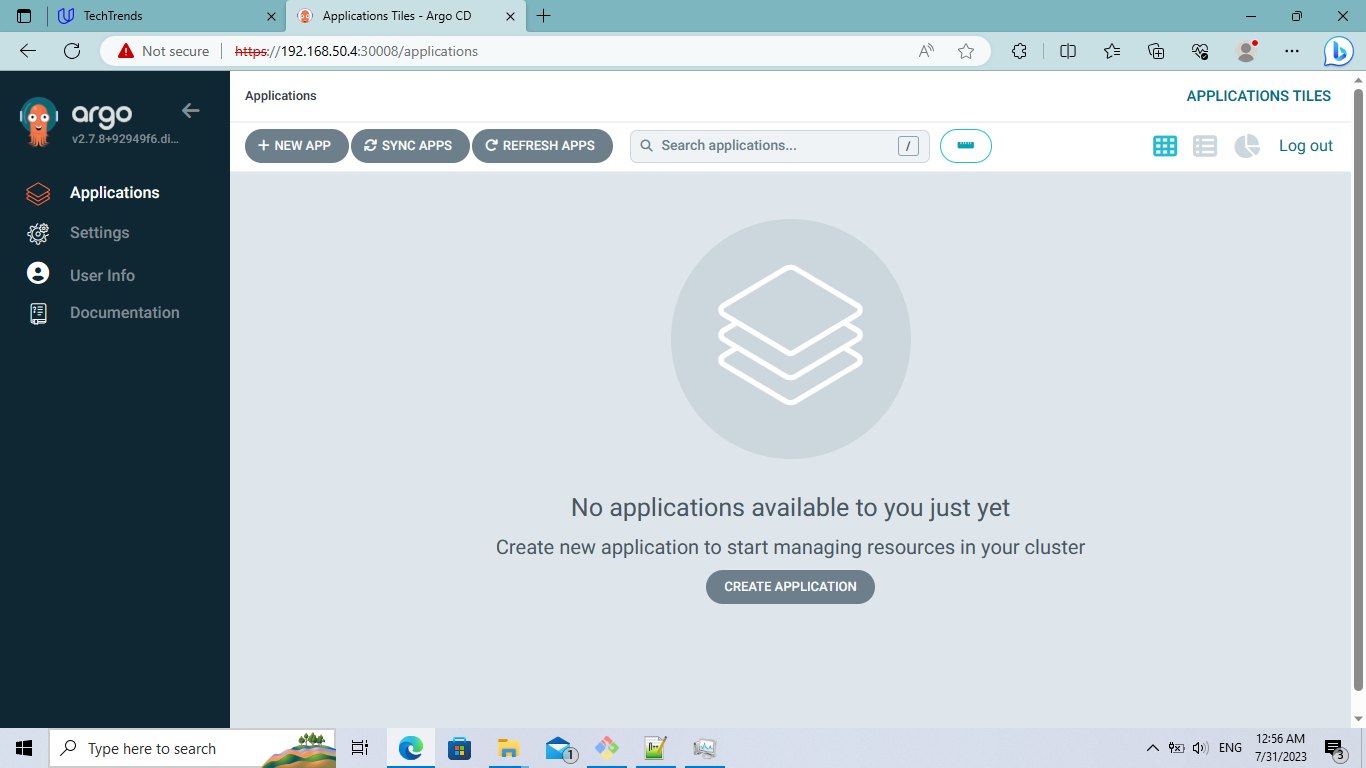 TechTrends
Applications Tiles - Argo CD
Not secure
https://192.168.50.4:30008/applications
argo
v2.7.8+92949f6.di...
Applications
Settings
User Info
Documentation
Applications
APPLICATIONS TILES
NEW APP
SYNC APPS
REFRESH APPS
Search applications...
/
Log out
No applications available to you just yet
Create new application to start managing resources in your cluster
CREATE APPLICATION
Type here to search
1
ENG
12:56 AM
7/31/2023
3